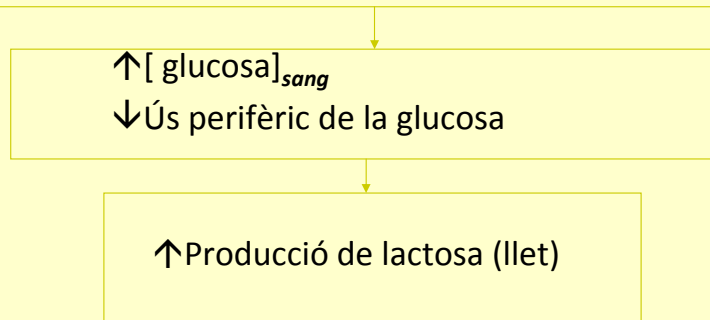 ↑[ glucosa]sang
↓Ús perifèric de la glucosa
↑Producció de lactosa (llet)